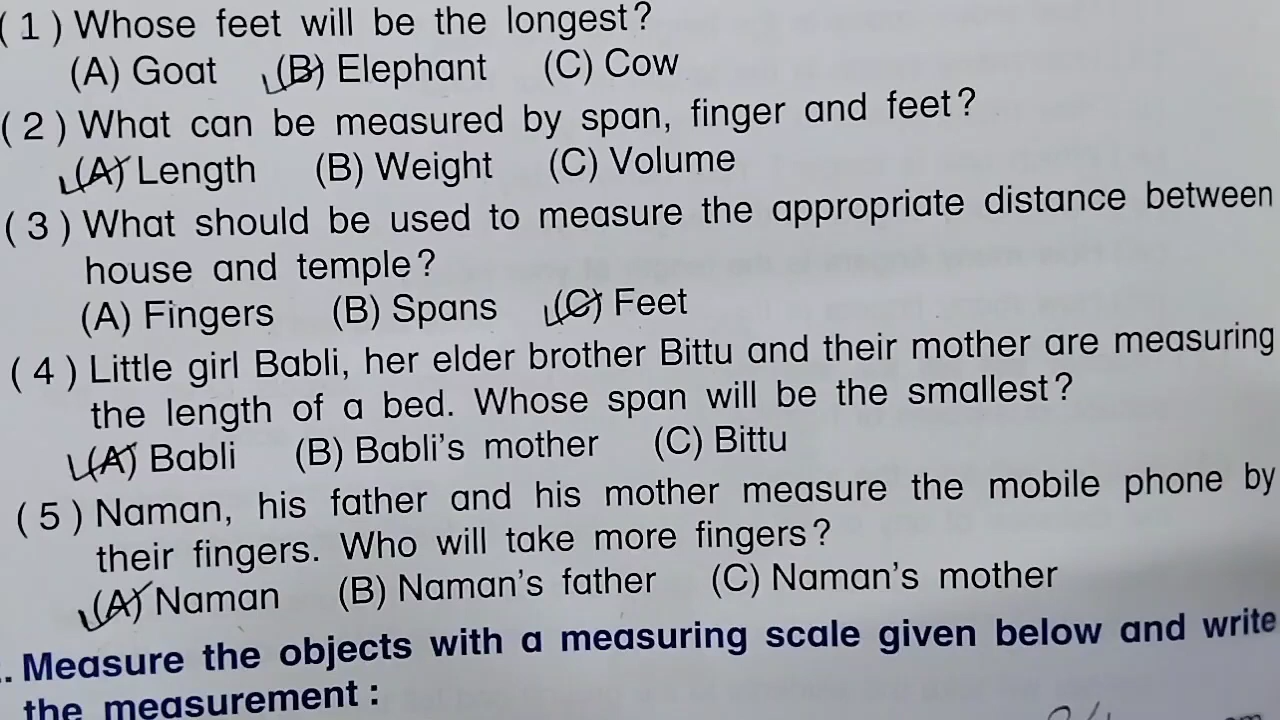 ( 1 ) Whose feet will be the longest?
(A) Goat (B) Elephant (C) Cow
( 2 ) What can be measured by span, finger and feet?
(A) Length (B) Weight (C) Volume
( 3 ) What should be used to measure the appropriate distance between
house and temple?
(A) Fingers (B) Spans (C) Feet
( 4 ) Little girl Babli, her elder brother Bittu and their mother are measuring
the length of a bed. Whose span will be the smallest?
(A) Babli (B) Babli's mother (C) Bittu
( 5 ) Naman, his father and his mother measure the mobile phone by
their fingers. Who will take more fingers?
(A) Naman (B) Naman's father (C) Naman's mother
. Measure the objects with a measuring scale given below and write
the measurement :